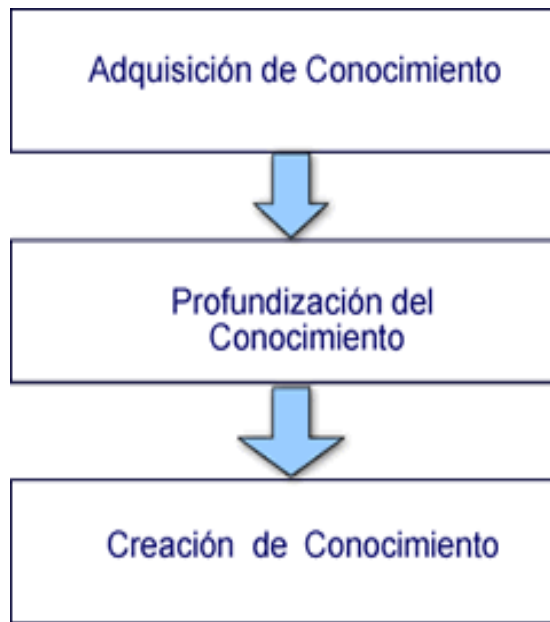 Adquisición de Conocimiento
Profundización del
Conocimiento
Creación de Conocimiento